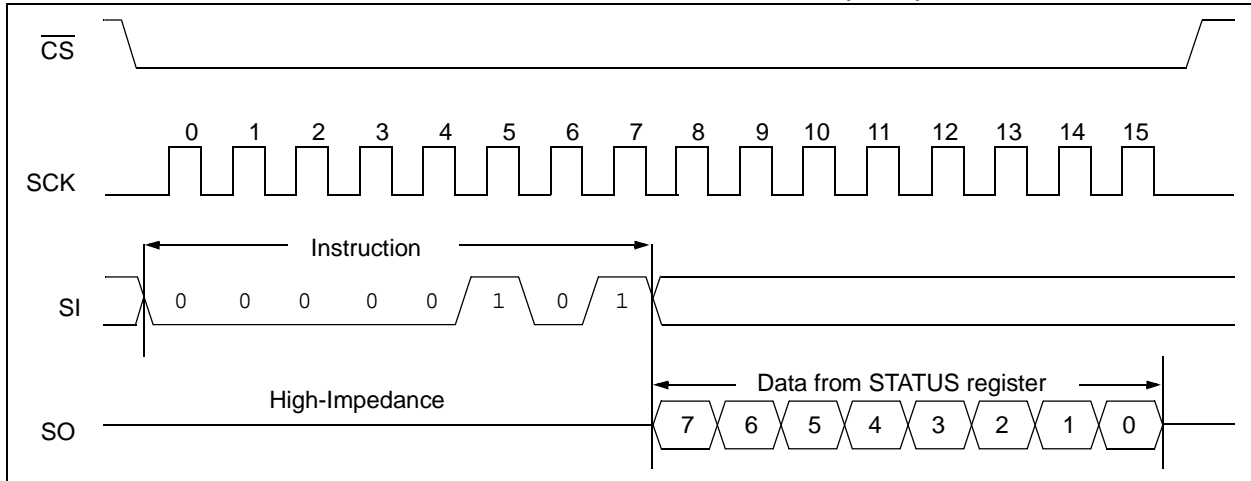 CS
0 1 2 3 4 5 6 7 8 9 10 11 12 13 14 15
SCK
Instruction
SI 0 0 0 0 0 1 0 1
Data from STATUS register
High-Impedance
SO 7 6 5 4 3 2 1 0